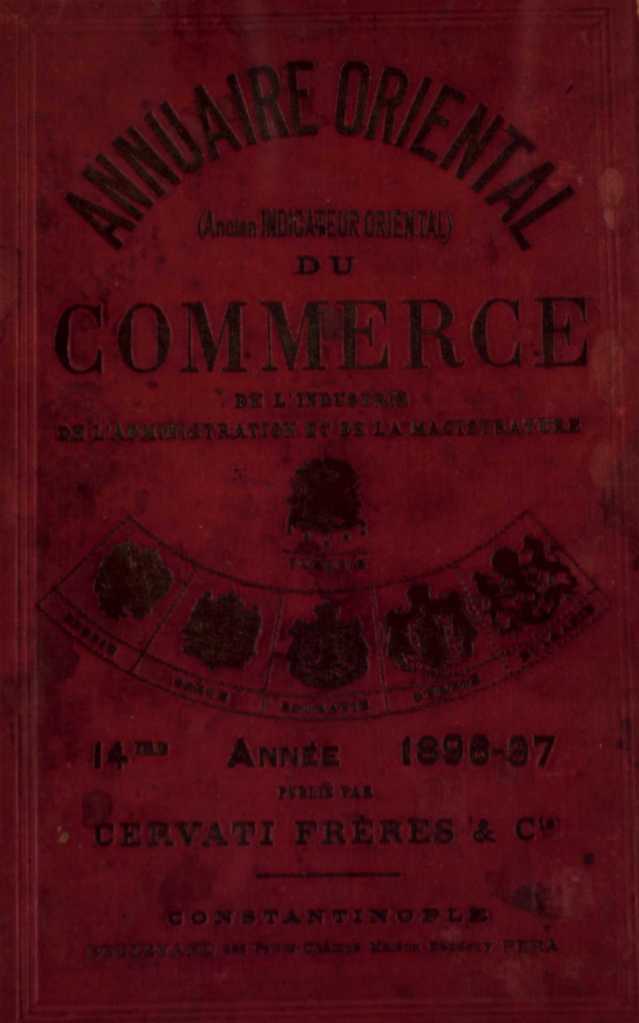 ANNUAIRE ORIENTAL
(Ancien INDICATEUR ORIENTAL)
DU
COMMERCE
DE L'INDUSTRIE
DE L'ADMINISTRATION ET DE LA MAGISTRATURE
14ME ANNÉE 1896-97
PUBLIÉ PAR
CERVATI FRÈRES & CIE
CONSTANTINOPLE
PÉRA